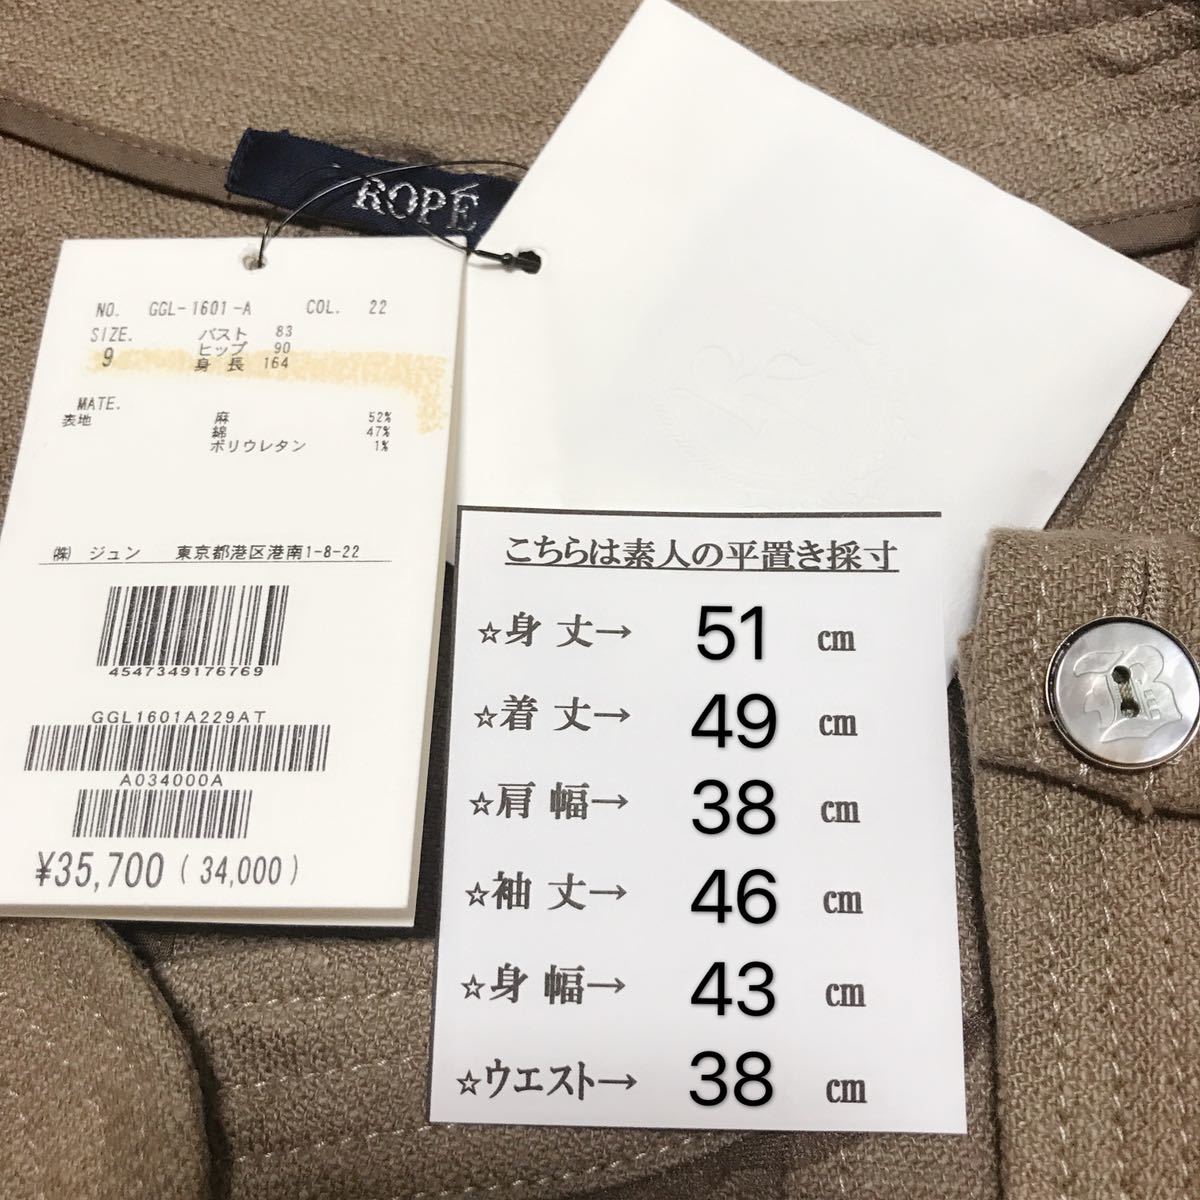 ROPÉ
NO. GGL-1601-A COL. 22
SIZE. バスト 83
ヒップ 90
9 身長 164
MATE.
表地 麻 52%
綿 47%
ポリウレタン 1%
㈱ ジュン 東京都港区港南1-8-22
4547349176769
GGL1601A229AT
A034000A
¥35,700 (34,000)
こちらは素人の平置き採寸
☆身丈→ 51 cm
☆着丈→ 49 cm
☆肩幅→ 38 cm
☆袖丈→ 46 cm
☆身幅→ 43 cm
☆ウエスト→ 38 cm